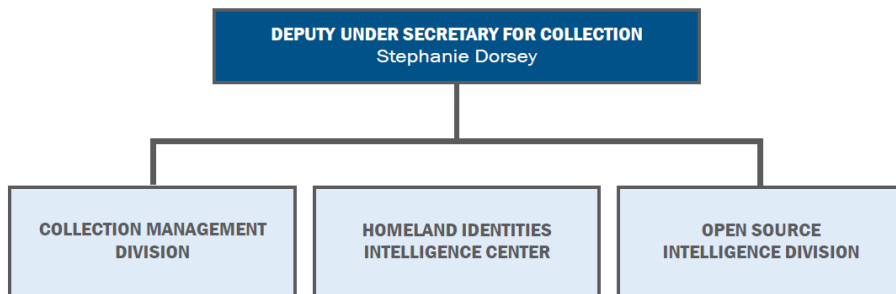 DEPUTY UNDER SECRETARY FOR COLLECTION
Stephanie Dorsey
COLLECTION MANAGEMENT
DIVISION
HOMELAND IDENTITIES
INTELLIGENCE CENTER
OPEN SOURCE
INTELLIGENCE DIVISION